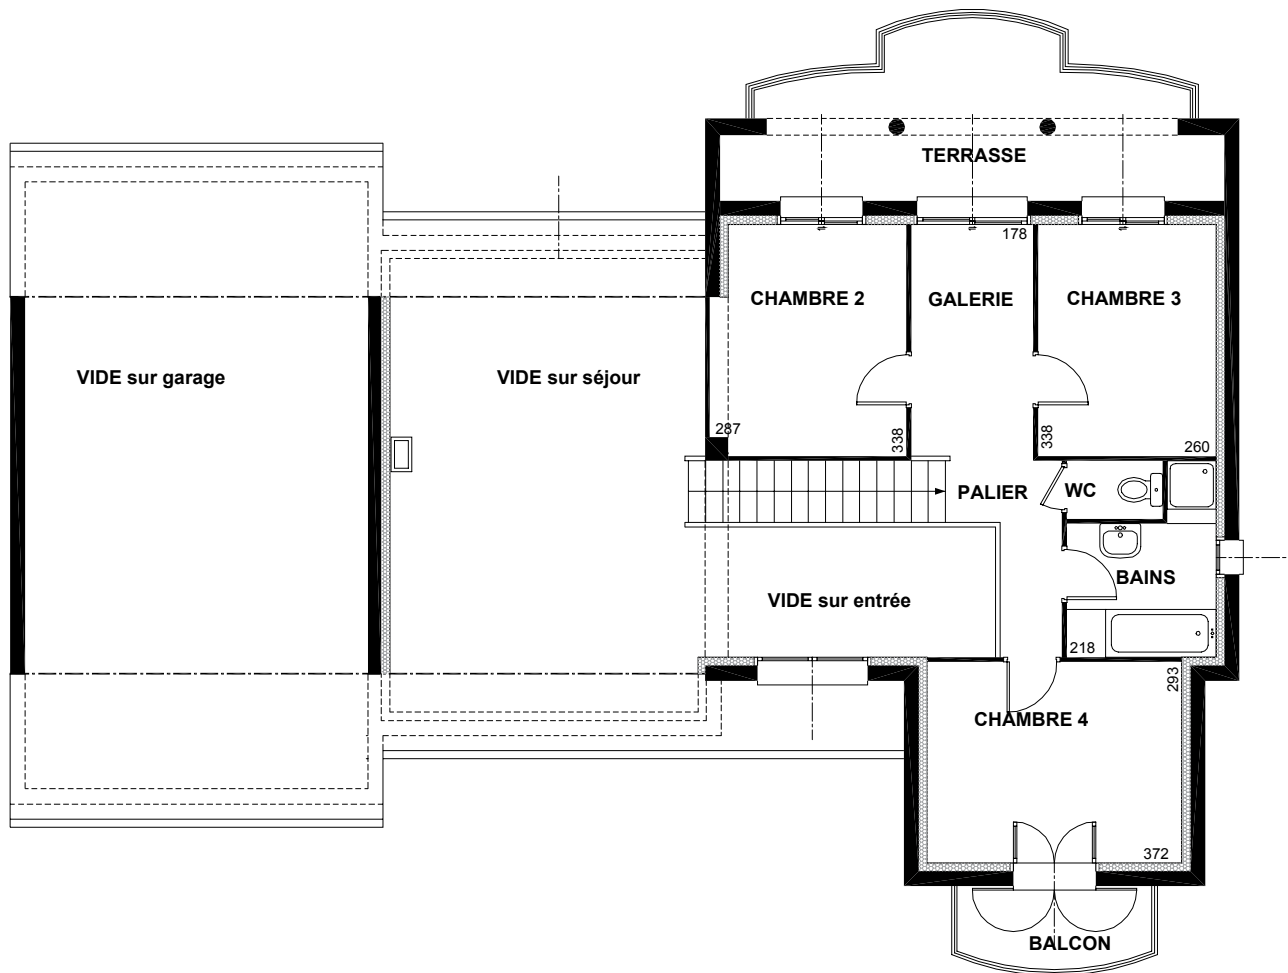 TERRASSE
178
CHAMBRE 2
GALERIE
CHAMBRE 3
VIDE sur garage
VIDE sur séjour
287
338
338
260
PALIER
WC
BAINS
VIDE sur entrée
218
293
CHAMBRE 4
372
BALCON